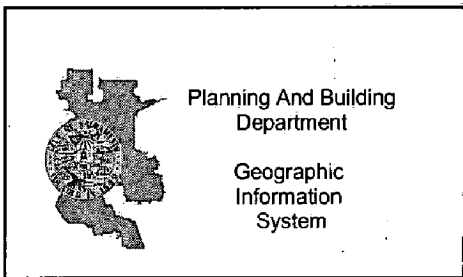 Planning And Building
Department
Geographic
Information
System